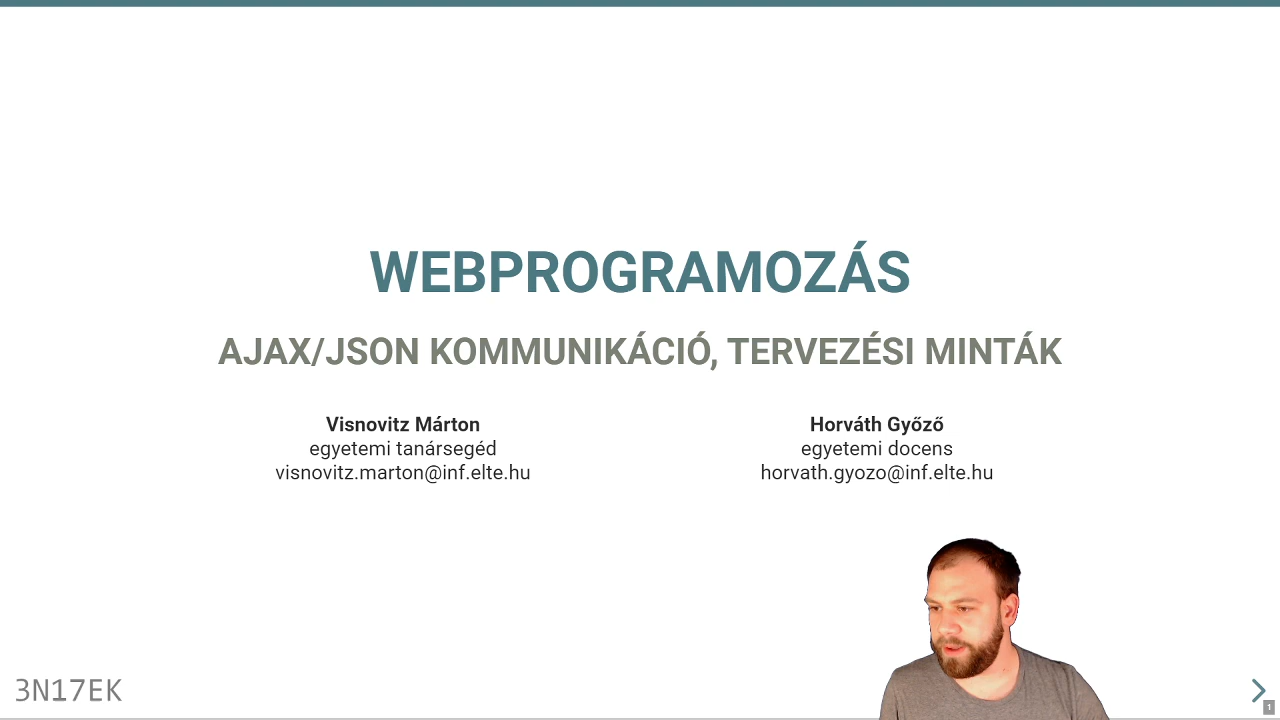 WEBPROGRAMOZÁS
AJAX/JSON KOMMUNIKÁCIÓ, TERVEZÉSI MINTÁK
Visnovitz Márton
egyetemi tanársegéd
visnovitz.marton@inf.elte.hu
Horváth Győző
egyetemi docens
horvath.gyozo@inf.elte.hu
3N17EK
1